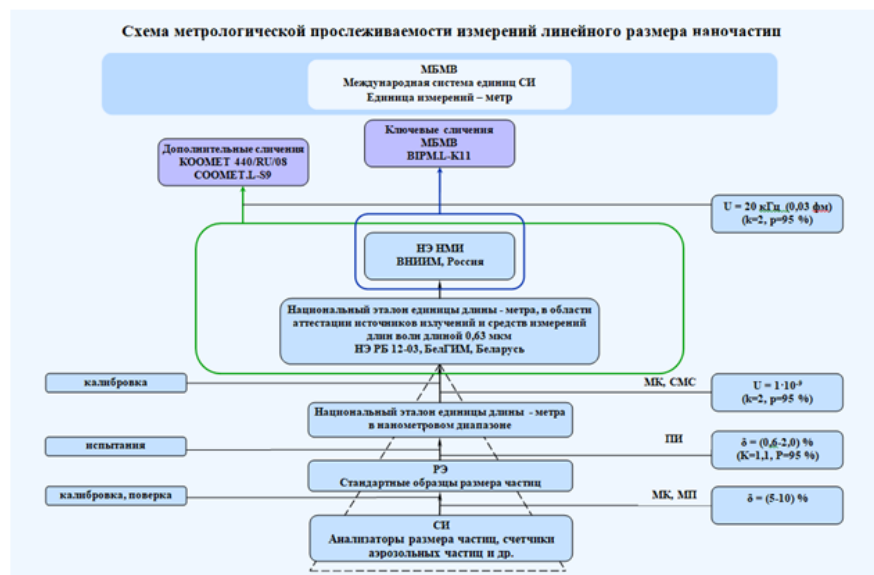 Схема метрологической прослеживаемости измерений линейного размера наночастиц
МБМВ
Международная система единиц СИ
Единица измерений – метр
Ключевые сличения
МБМВ
BIPM.L-K11
Дополнительные сличения
КООМЕТ 440/RU/08
COOMET.L-S9
U = 20 кГц (0,03 фм)
(k=2, p=95 %)
НЭ НМИ
ВНИИМ, Россия
Национальный эталон единицы длины - метра, в области
аттестации источников излучений и средств измерений
длин волн длиной 0,63 мкм
НЭ РБ 12-03, БелГИМ, Беларусь
калибровка
МК, СМС
U = 1·10⁻⁹
(k=2, p=95 %)
Национальный эталон единицы длины - метра
в нанометровом диапазоне
испытания
ПИ
δ = (0,6-2,0) %
(K=1,1, P=95 %)
РЭ
Стандартные образцы размера частиц
калибровка, поверка
МК, МП
δ = (5-10) %
СИ
Анализаторы размера частиц, счетчики
аэрозольных частиц и др.